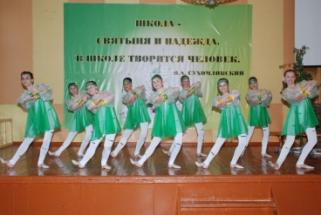 ШКОЛА -
СВЯТЫНЯ И НАДЕЖДА.
В ШКОЛЕ ТВОРИТСЯ ЧЕЛОВЕК.
В.А. СУХОМЛИНСКИЙ